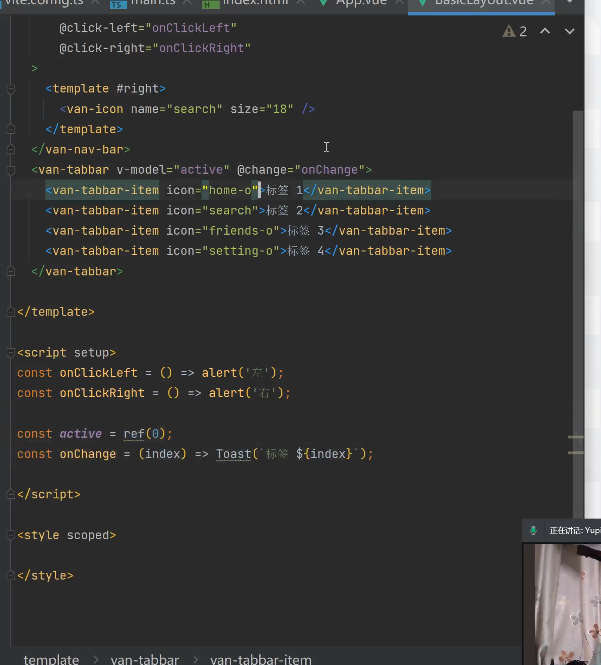 vite.config.ts main.ts index.html App.vue BasicLayout.vue
@click-left="onClickLeft"
@click-right="onClickRight"
2
>
<template #right>
<van-icon name="search" size="18" />
</template>
</van-nav-bar>
<van-tabbar v-model="active" @change="onChange">
<van-tabbar-item icon="home-o">标签 1</van-tabbar-item>
<van-tabbar-item icon="search">标签 2</van-tabbar-item>
<van-tabbar-item icon="friends-o">标签 3</van-tabbar-item>
<van-tabbar-item icon="setting-o">标签 4</van-tabbar-item>
</van-tabbar>
</template>
<script setup>
const onClickLeft = () => alert('左');
const onClickRight = () => alert('右');
const active = ref(0);
const onChange = (index) => Toast(`标签 ${index}`);
</script>
<style scoped>
正在讲话: Yupi
</style>
template > van-tabbar > van-tabbar-item